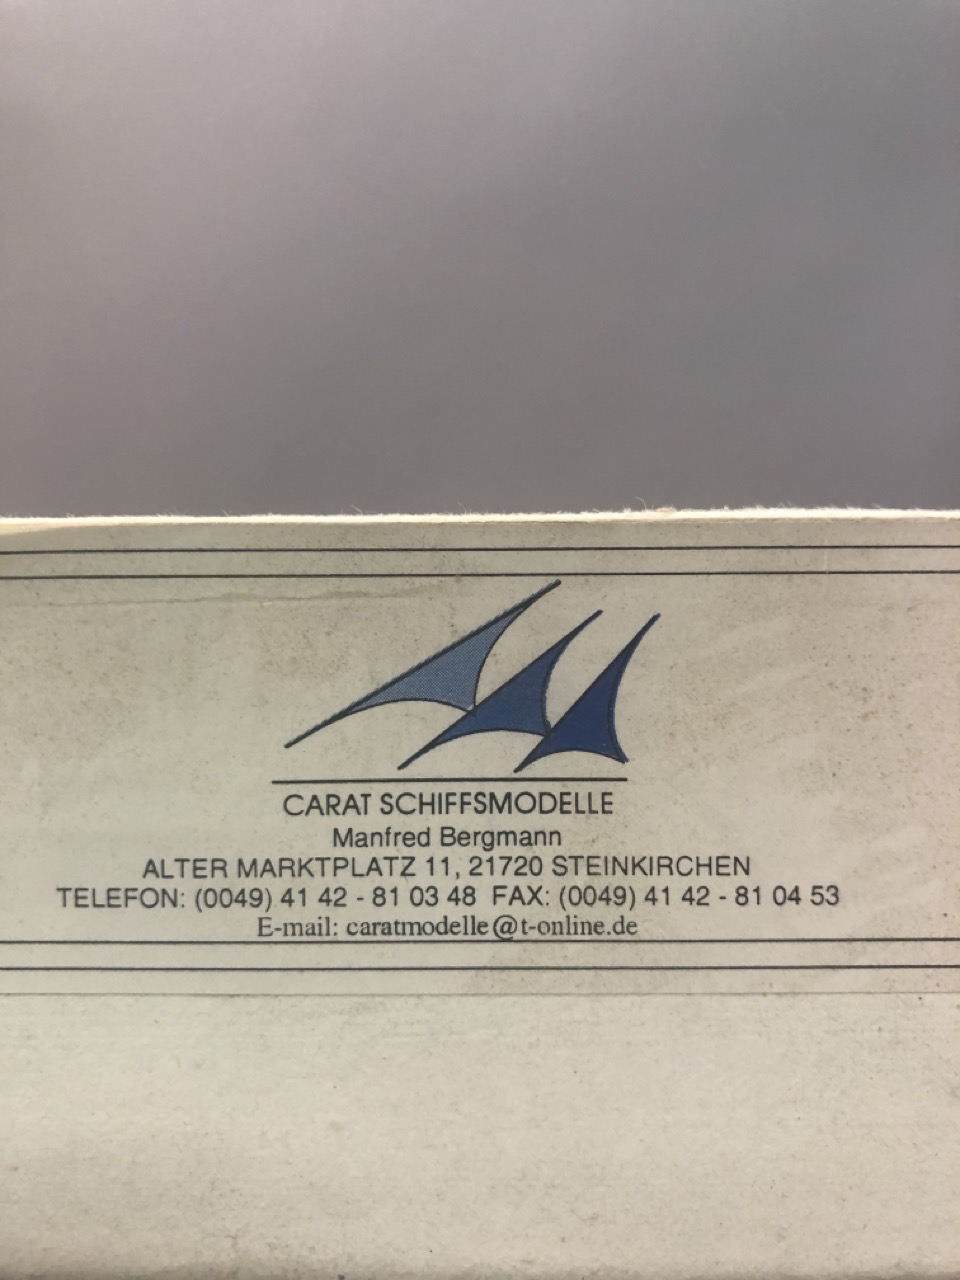 CARAT SCHIFFSMODELLE
Manfred Bergmann
ALTER MARKTPLATZ 11, 21720 STEINKIRCHEN
TELEFON: (0049) 41 42 - 81 03 48 FAX: (0049) 41 42 - 81 04 53
E-mail: caratmodelle@t-online.de